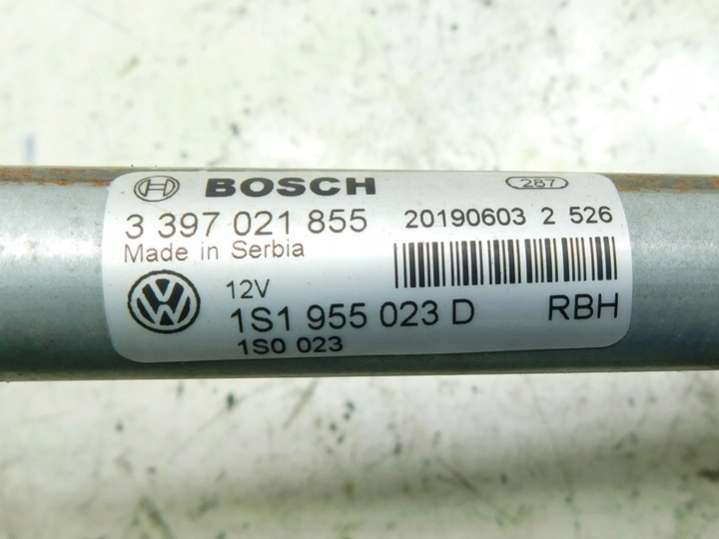 BOSCH 287
3 397 021 855 20190603 2 526
Made in Serbia
12V
1S1 955 023 D RBH
1S0 023